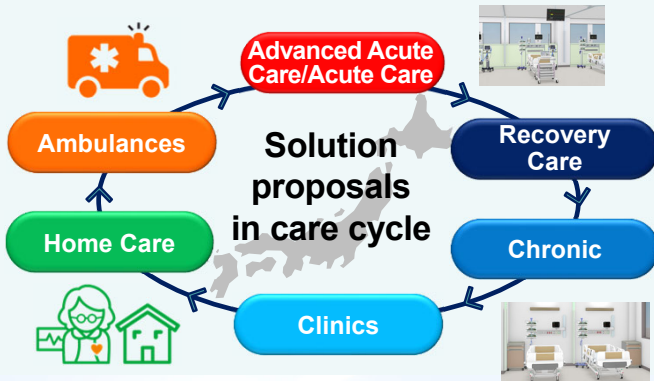 Advanced Acute
Care/Acute Care
Ambulances
Solution
proposals
in care cycle
Recovery
Care
Home Care
Chronic
Clinics